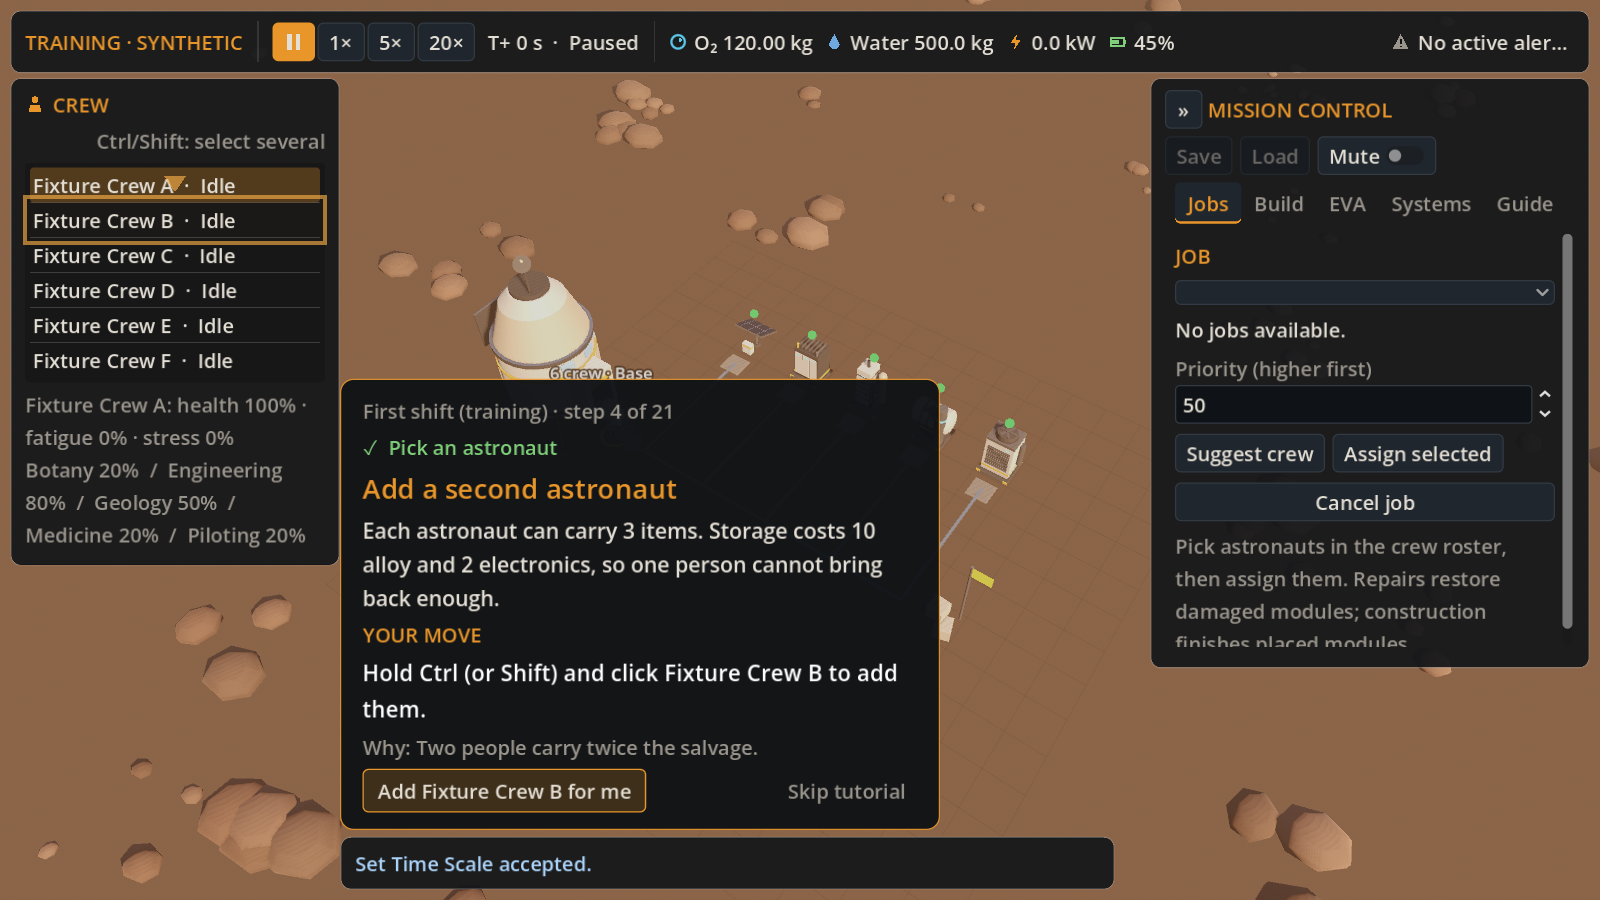 TRAINING · SYNTHETIC
1×
5×
20×
T+ 0 s · Paused
O₂ 120.00 kg
Water 500.0 kg
0.0 kW
45%
No active aler...
CREW
Ctrl/Shift: select several
Fixture Crew A · Idle
Fixture Crew B · Idle
Fixture Crew C · Idle
Fixture Crew D · Idle
Fixture Crew E · Idle
Fixture Crew F · Idle
Fixture Crew A: health 100% ·
fatigue 0% · stress 0%
Botany 20% / Engineering
80% / Geology 50% /
Medicine 20% / Piloting 20%
6 crew · Base
First shift (training) · step 4 of 21
✓ Pick an astronaut
Add a second astronaut
Each astronaut can carry 3 items. Storage costs 10
alloy and 2 electronics, so one person cannot bring
back enough.
YOUR MOVE
Hold Ctrl (or Shift) and click Fixture Crew B to add
them.
Why: Two people carry twice the salvage.
Add Fixture Crew B for me
Skip tutorial
Set Time Scale accepted.
» MISSION CONTROL
Save
Load
Mute
Jobs
Build
EVA
Systems
Guide
JOB
No jobs available.
Priority (higher first)
50
Suggest crew
Assign selected
Cancel job
Pick astronauts in the crew roster,
then assign them. Repairs restore
damaged modules; construction
finishes placed modules.